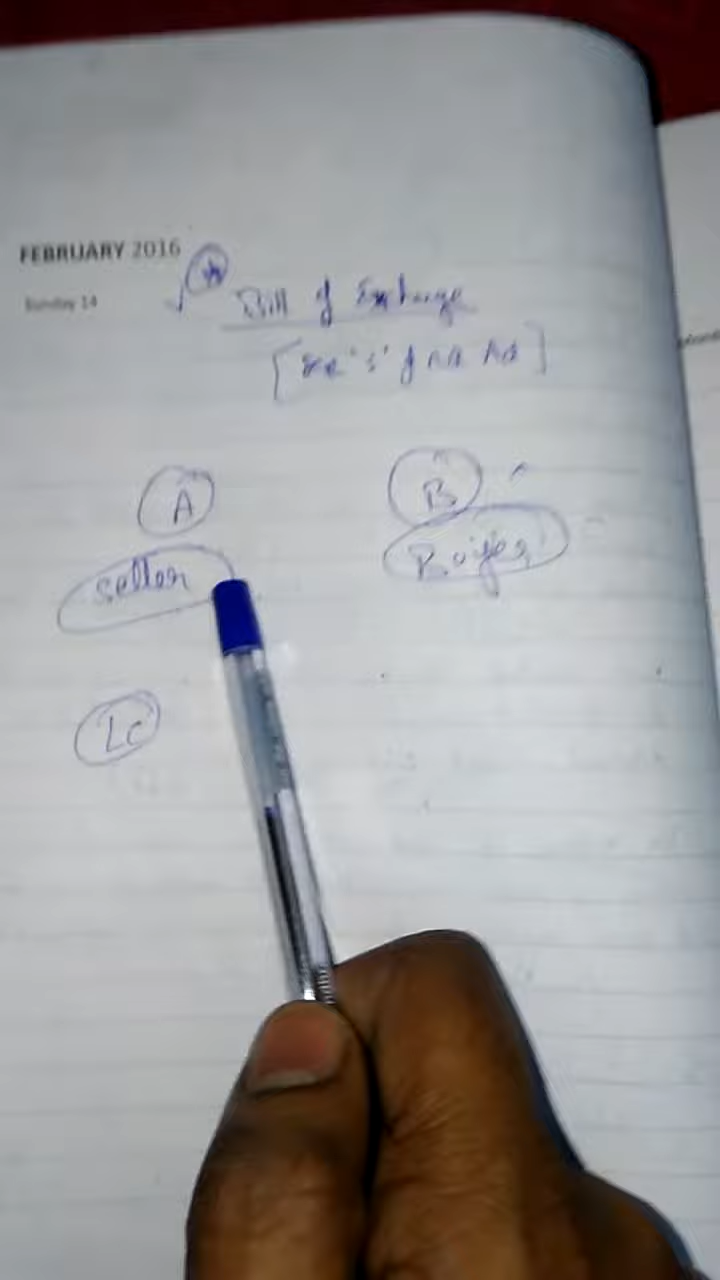 FEBRUARY 2016
Sunday 14
Bill of Exchange
A
B
seller
Buyer
Lc